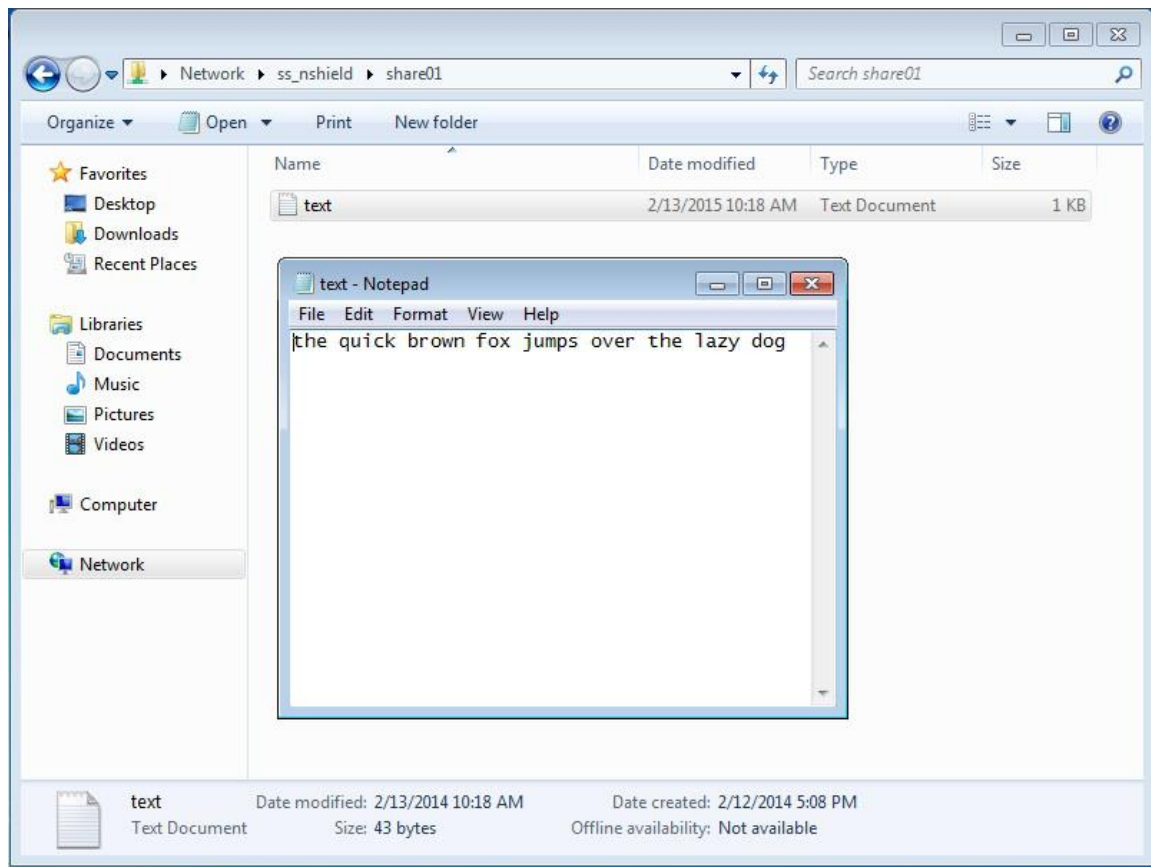 Network ▸ ss_nshield ▸ share01
Search share01
Organize
Open
Print
New folder
Favorites
Desktop
Downloads
Recent Places
Libraries
Documents
Music
Pictures
Videos
Computer
Network
Name Date modified Type Size
text 2/13/2015 10:18 AM Text Document 1 KB
text - Notepad
File Edit Format View Help
the quick brown fox jumps over the lazy dog
text Date modified: 2/13/2014 10:18 AM Date created: 2/12/2014 5:08 PM
Text Document Size: 43 bytes Offline availability: Not available